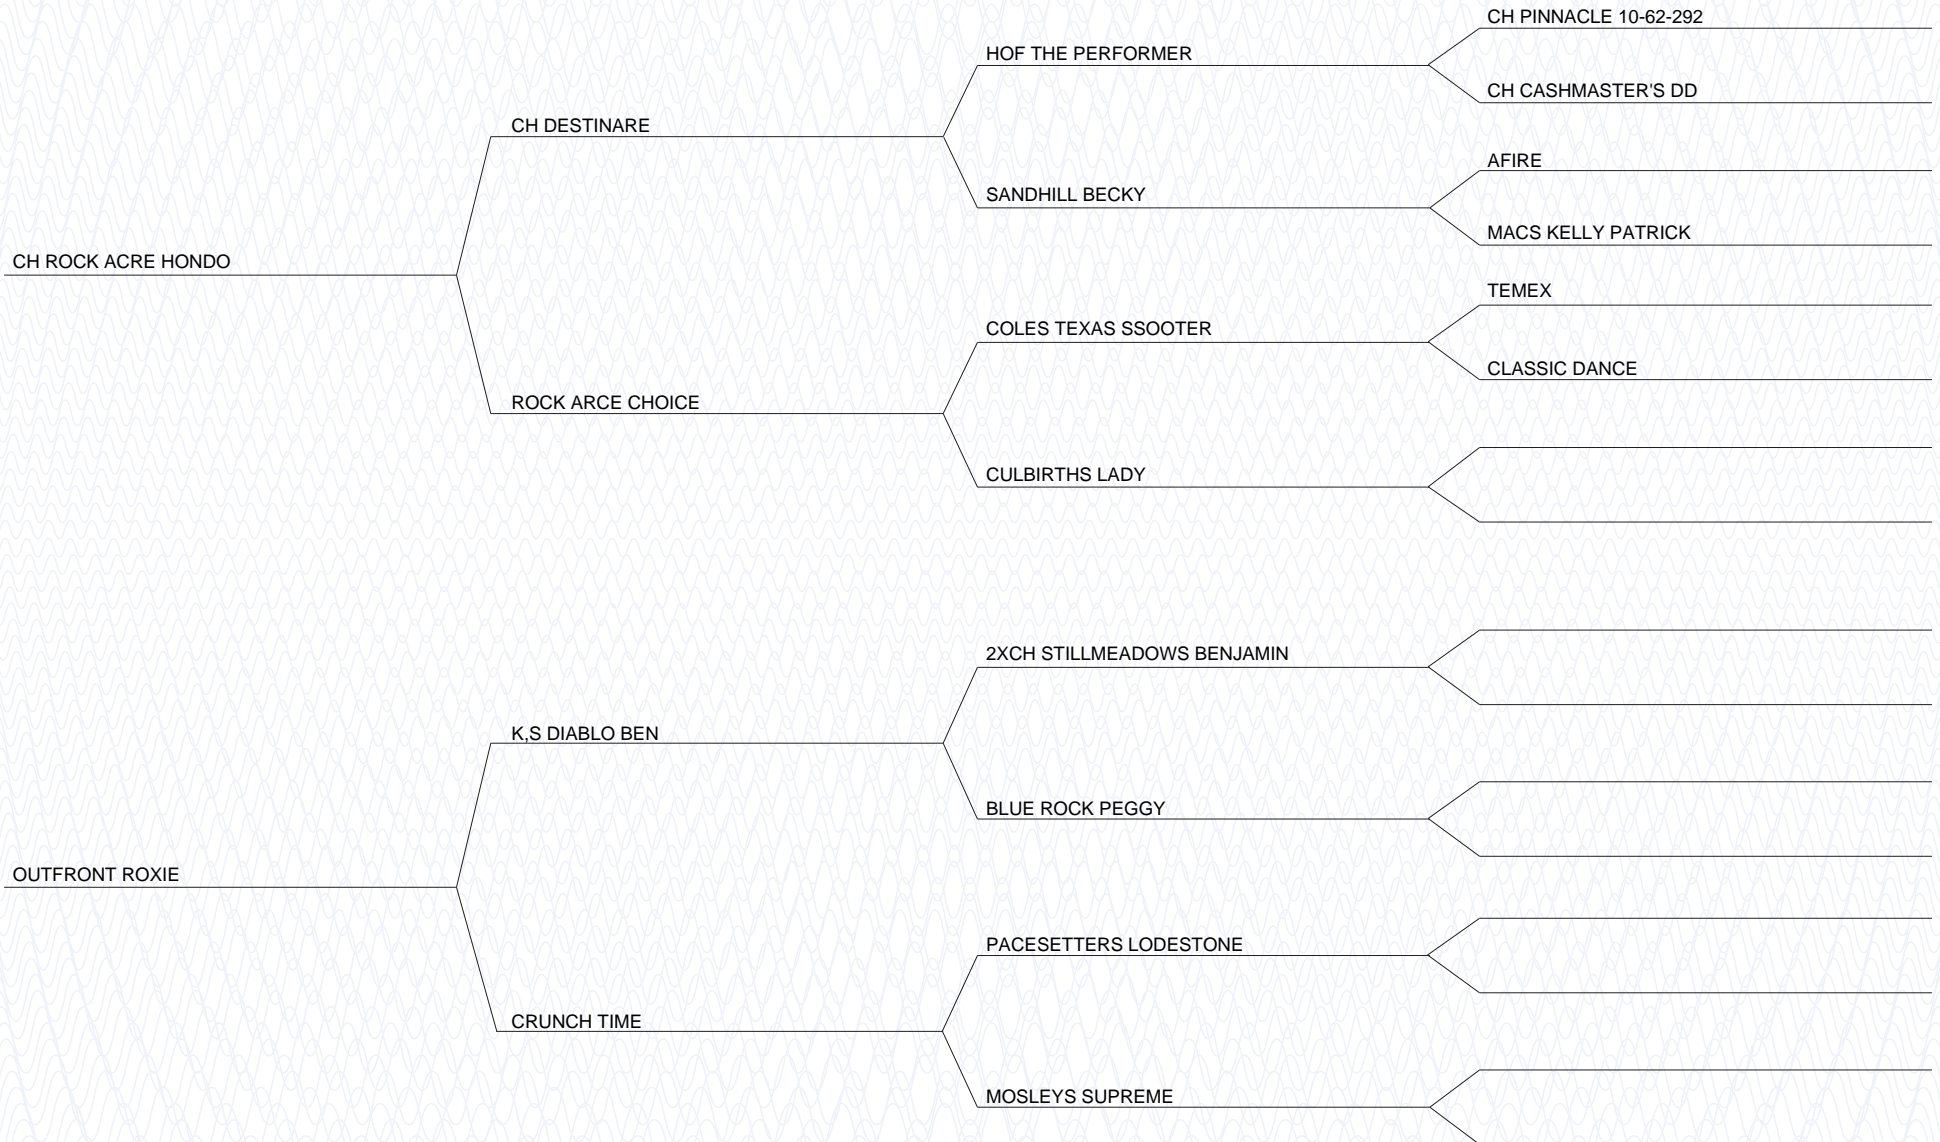 CH PINNACLE 10-62-292
HOF THE PERFORMER
CH CASHMASTER'S DD
CH DESTINARE
AFIRE
SANDHILL BECKY
MACS KELLY PATRICK
CH ROCK ACRE HONDO
TEMEX
COLES TEXAS SSOOTER
CLASSIC DANCE
ROCK ARCE CHOICE
CULBIRTHS LADY
2XCH STILLMEADOWS BENJAMIN
K,S DIABLO BEN
BLUE ROCK PEGGY
OUTFRONT ROXIE
PACESETTERS LODESTONE
CRUNCH TIME
MOSLEYS SUPREME